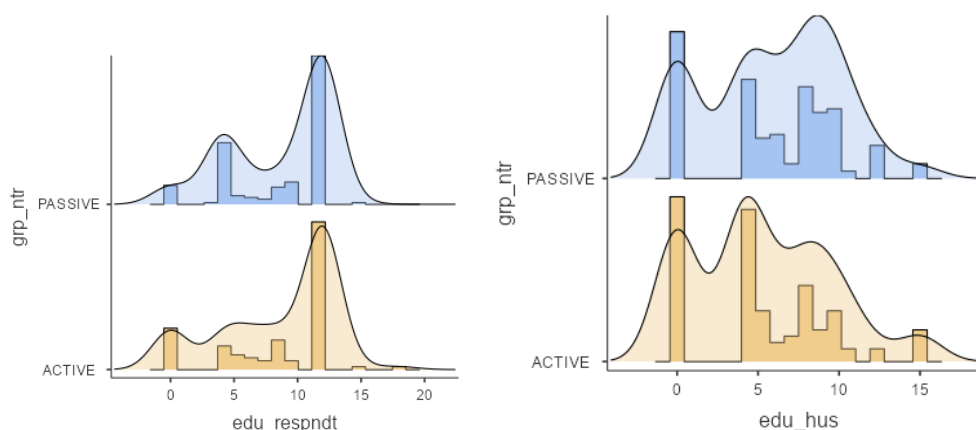 grp_ntr
PASSIVE
ACTIVE
0 5 10 15 20
edu_respndt
grp_ntr
PASSIVE
ACTIVE
0 5 10 15
edu_hus